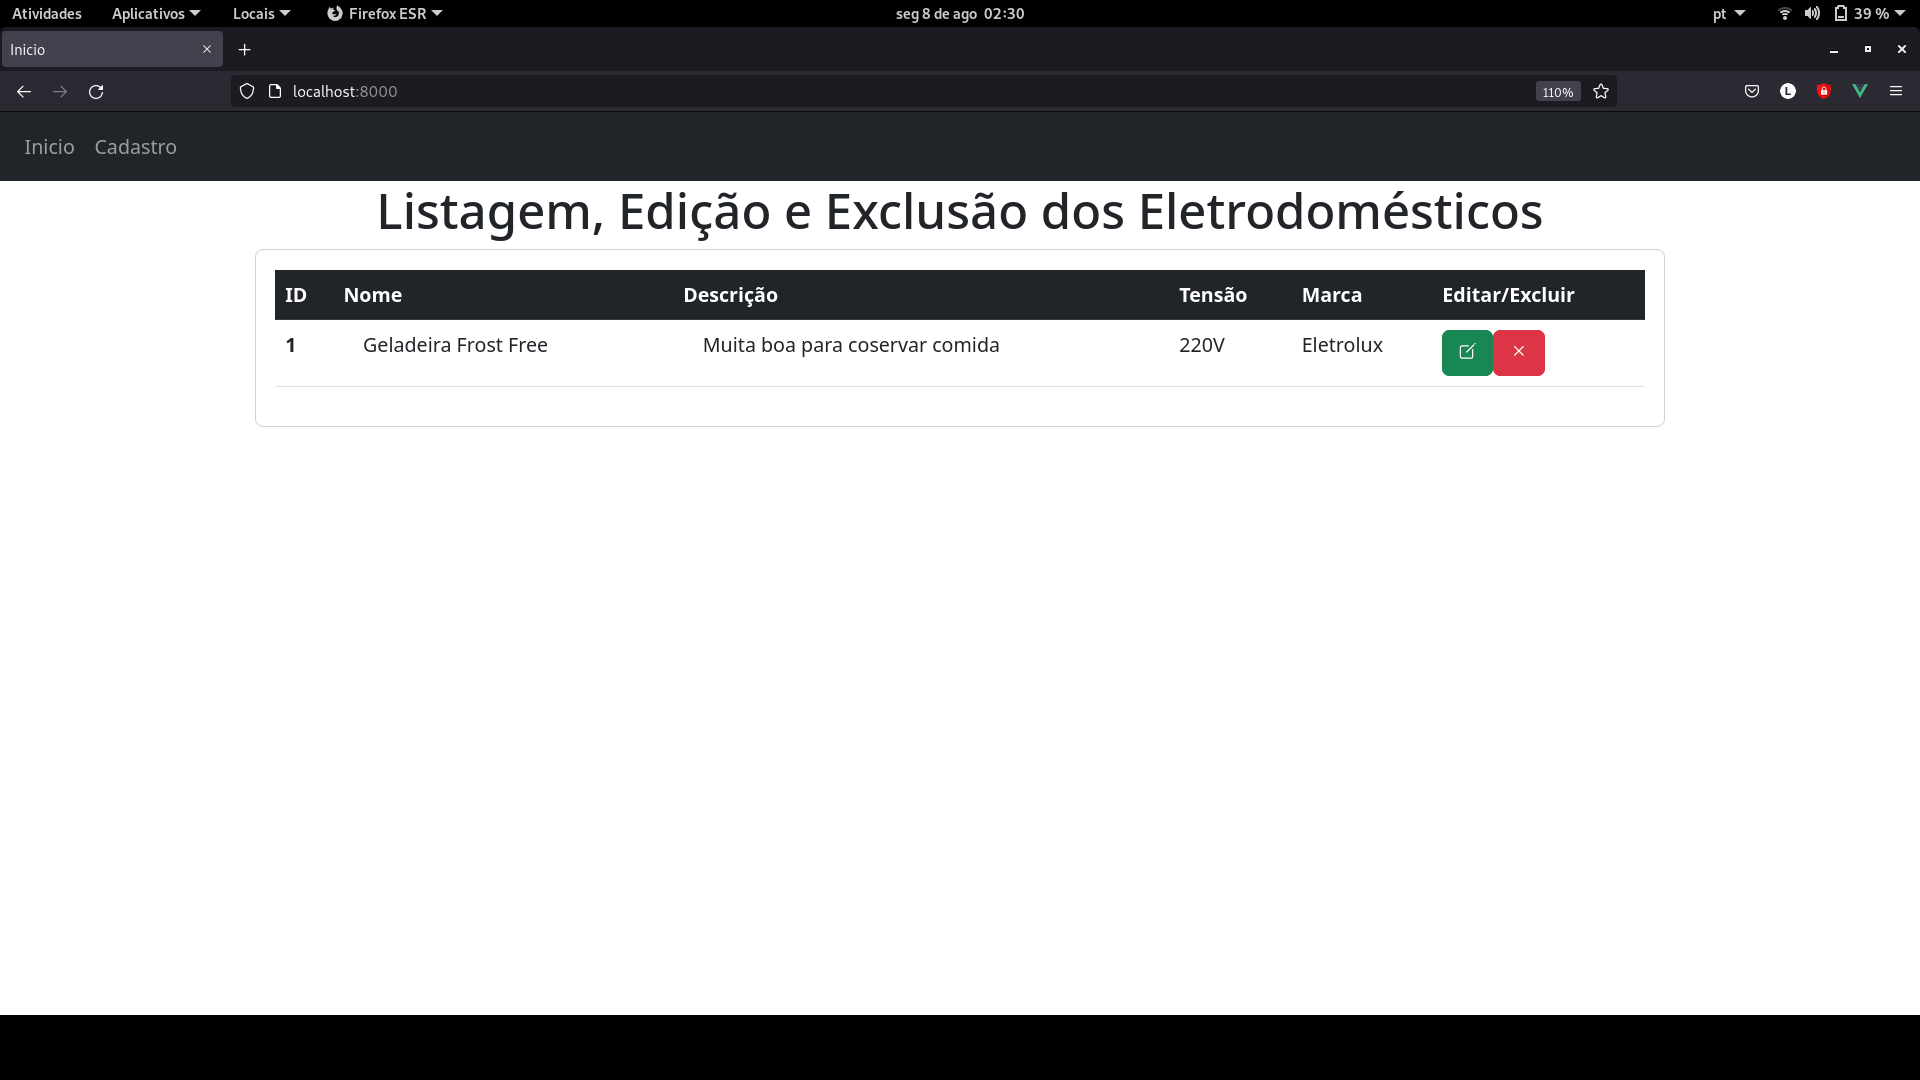 Atividades Aplicativos Locais Firefox ESR seg 8 de ago 02:30 pt 39 %
Inicio
localhost:8000 110% L
Inicio Cadastro
Listagem, Edição e Exclusão dos Eletrodomésticos
ID Nome Descrição Tensão Marca Editar/Excluir
1 Geladeira Frost Free Muita boa para coservar comida 220V Eletrolux